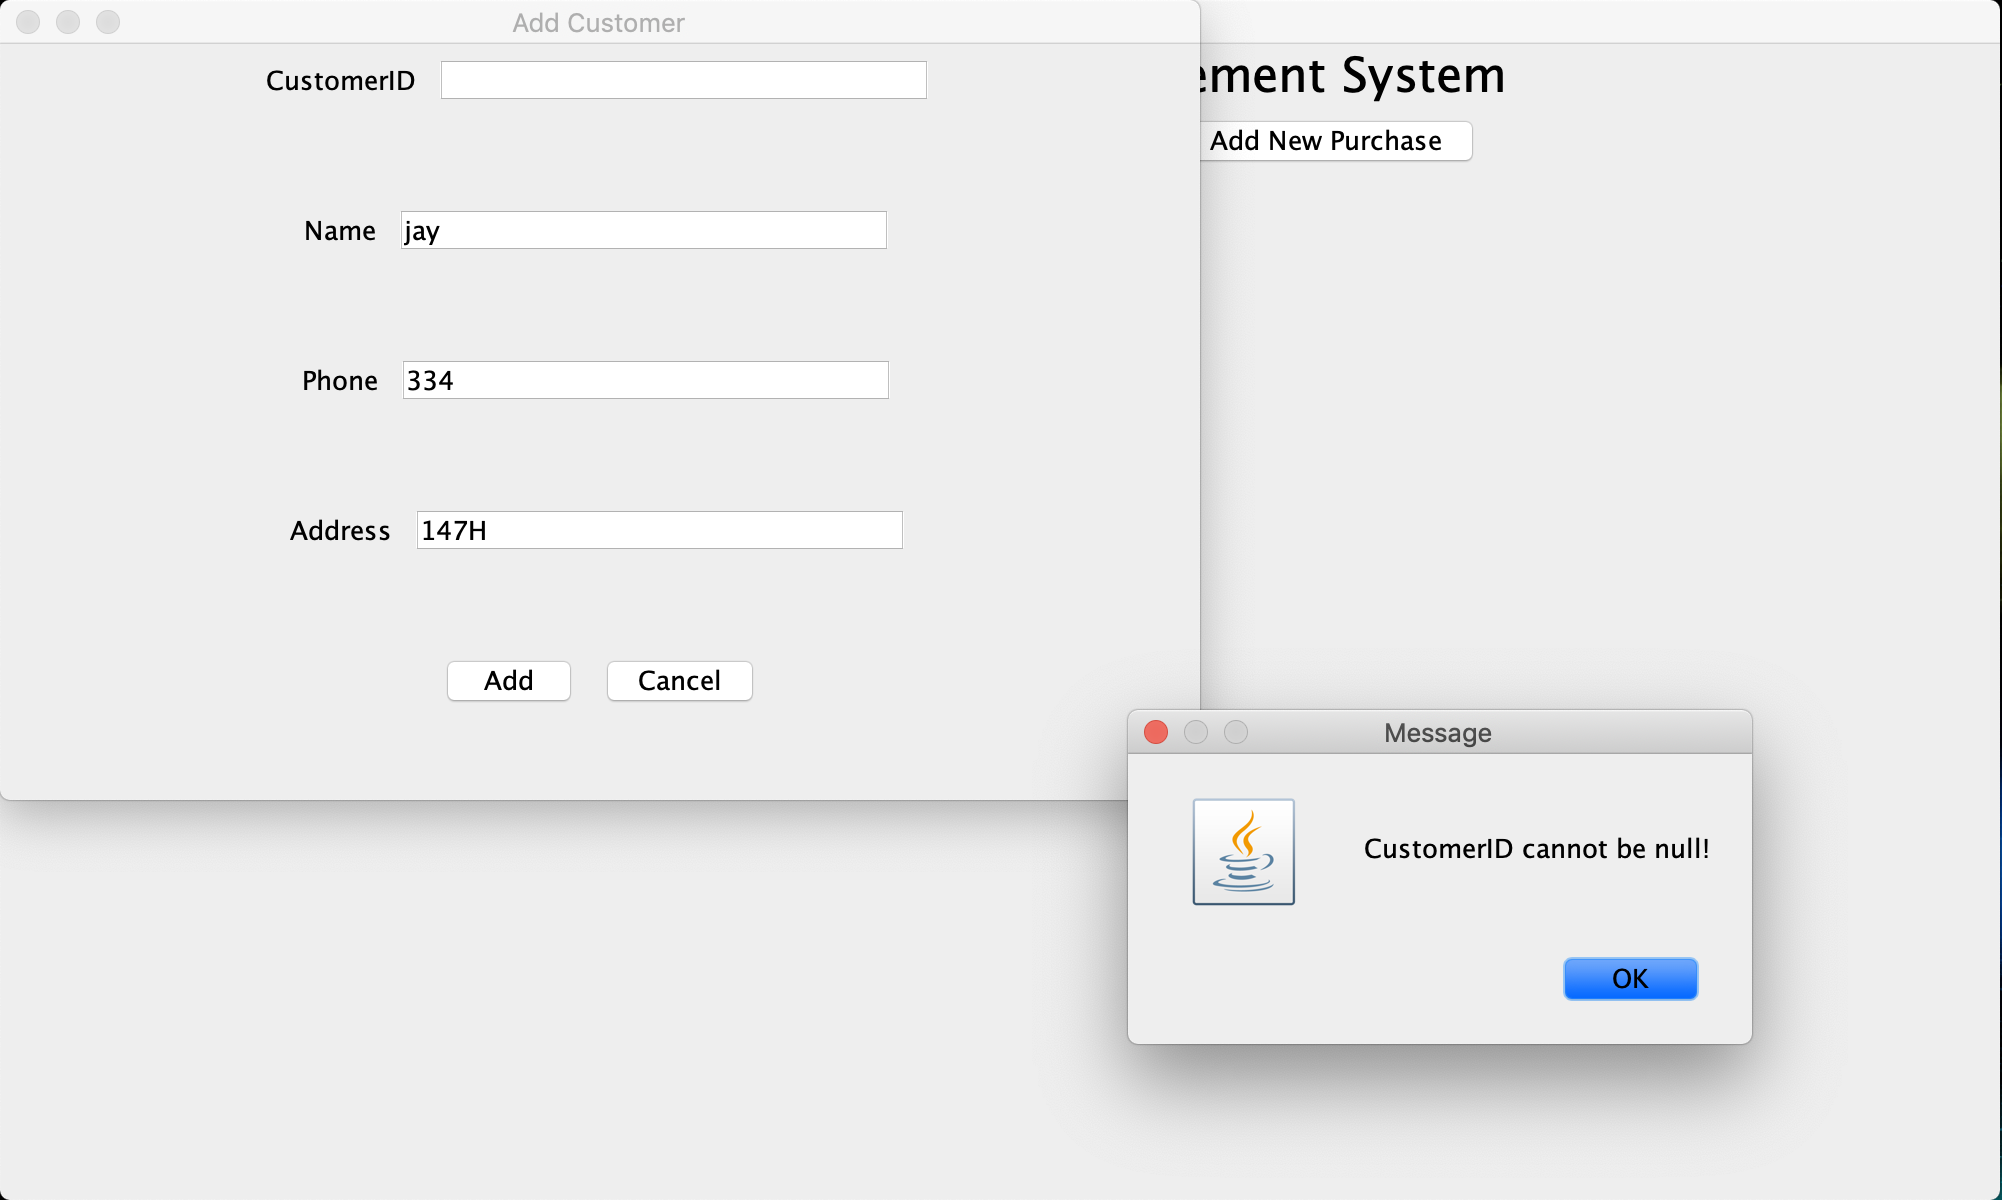 Add Customer
CustomerID
Name jay
Phone 334
Address 147H
Add Cancel
System
Add New Purchase
Message
CustomerID cannot be null!
OK